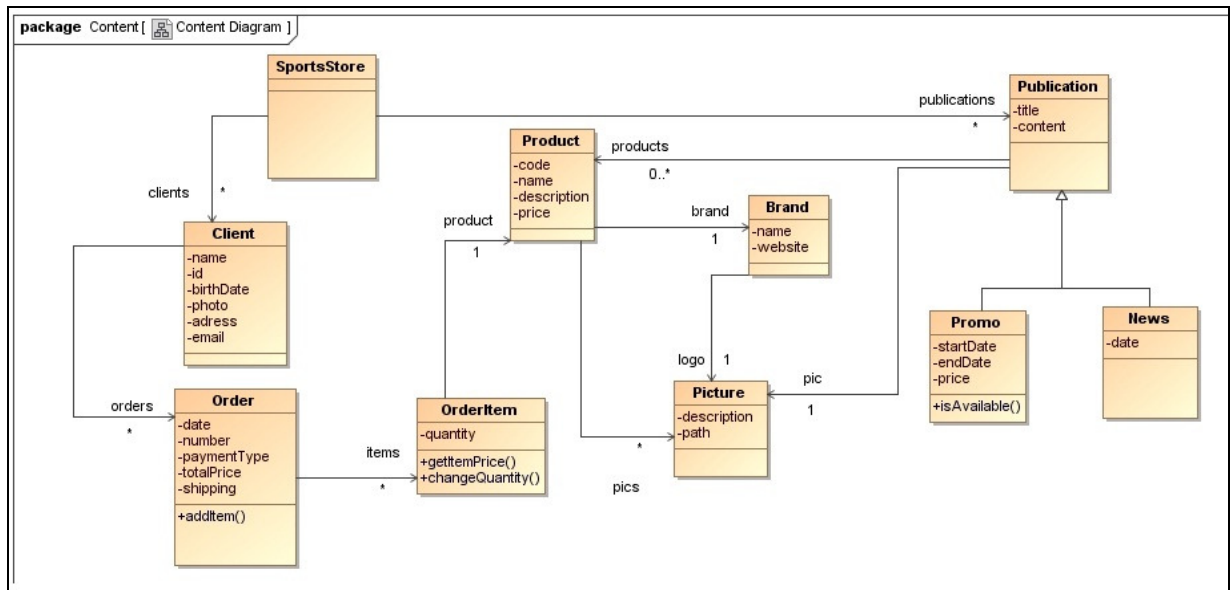 package Content [ Content Diagram ]
SportsStore
publications
*
Publication
-title
-content
Product
-code
-name
-description
-price
products
0..*
clients
*
product
1
brand
1
Brand
-name
-website
Client
-name
-id
-birthDate
-photo
-adress
-email
logo
1
pic
1
Promo
-startDate
-endDate
-price
+isAvailable()
News
-date
orders
*
Order
-date
-number
-paymentType
-totalPrice
-shipping
+addItem()
items
*
OrderItem
-quantity
+getItemPrice()
+changeQuantity()
*
pics
Picture
-description
-path